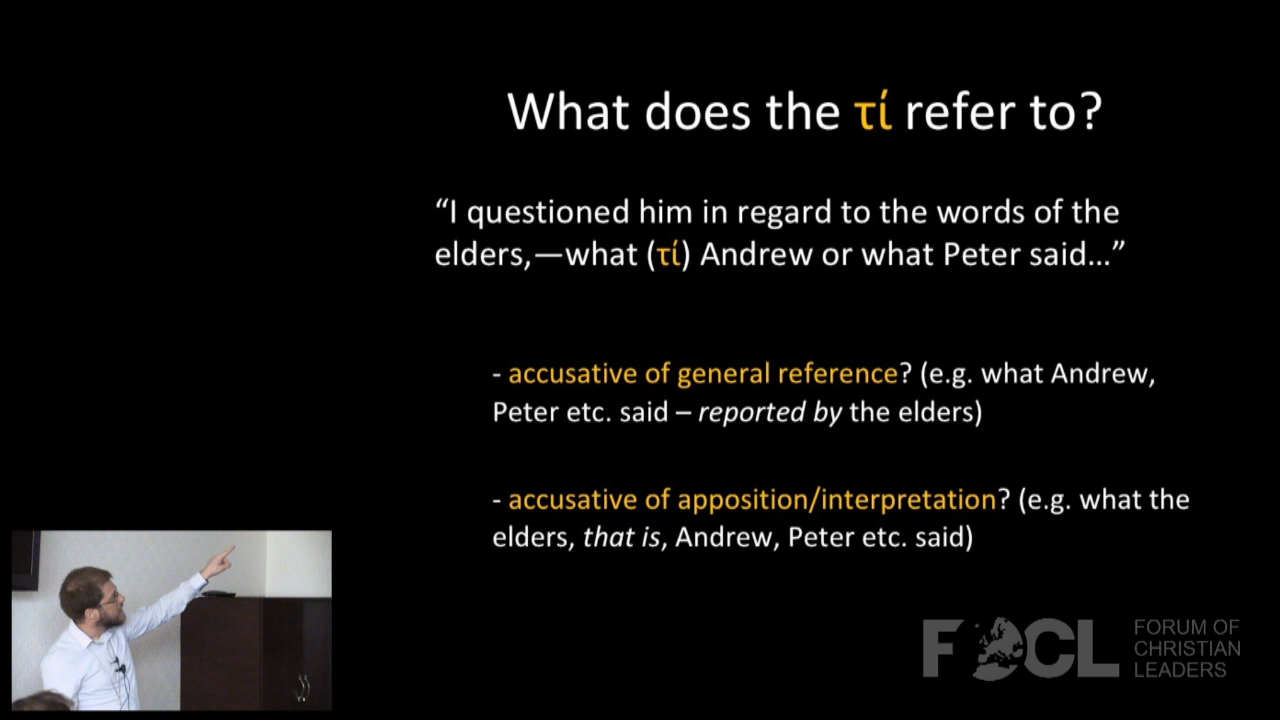 What does the τί refer to?
“I questioned him in regard to the words of the
elders,—what (τί) Andrew or what Peter said…”
- accusative of general reference? (e.g. what Andrew,
Peter etc. said – reported by the elders)
- accusative of apposition/interpretation? (e.g. what the
elders, that is, Andrew, Peter etc. said)
FOCL
FORUM OF
CHRISTIAN
LEADERS